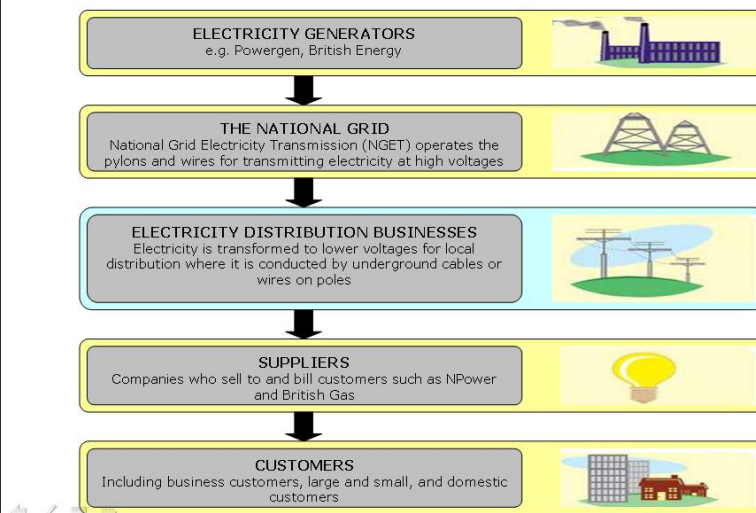 ELECTRICITY GENERATORS
e.g. Powergen, British Energy
THE NATIONAL GRID
National Grid Electricity Transmission (NGET) operates the
pylons and wires for transmitting electricity at high voltages
ELECTRICITY DISTRIBUTION BUSINESSES
Electricity is transformed to lower voltages for local
distribution where it is conducted by underground cables or
wires on poles
SUPPLIERS
Companies who sell to and bill customers such as NPower
and British Gas
CUSTOMERS
Including business customers, large and small, and domestic
customers